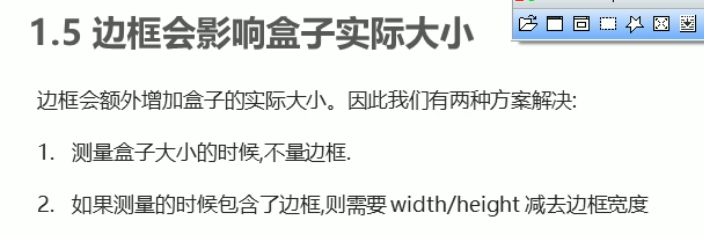 1.5 边框会影响盒子实际大小
边框会额外增加盒子的实际大小。因此我们有两种方案解决:
1. 测量盒子大小的时候,不量边框.
2. 如果测量的时候包含了边框,则需要 width/height 减去边框宽度